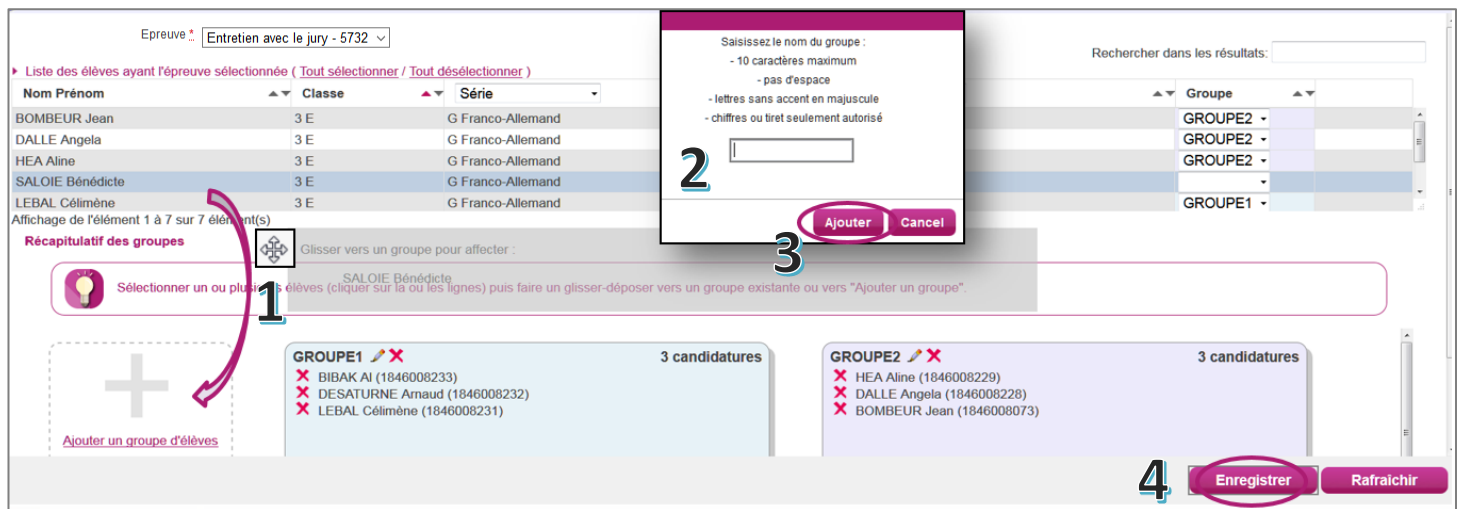 Epreuve * Entretien avec le jury - 5732
Rechercher dans les résultats:
Liste des élèves ayant l'épreuve sélectionnée ( Tout sélectionner / Tout désélectionner )
Nom Prénom Classe Série Groupe
BOMBEUR Jean 3 E G Franco-Allemand GROUPE2
DALLE Angela 3 E G Franco-Allemand GROUPE2
HEA Aline 3 E G Franco-Allemand GROUPE2
SALOIE Bénédicte 3 E G Franco-Allemand
LEBAL Célimène 3 E G Franco-Allemand GROUPE1
Affichage de l'élément 1 à 7 sur 7 élément(s)
Saisissez le nom du groupe :
- 10 caractères maximum
- pas d'espace
- lettres sans accent en majuscule
- chiffres ou tiret seulement autorisé
2
Ajouter Cancel
3
Récapitulatif des groupes
Glisser vers un groupe pour affecter :
SALOIE Bénédicte
Sélectionner un ou plusieurs élèves (cliquer sur la ou les lignes) puis faire un glisser-déposer vers un groupe existante ou vers "Ajouter un groupe".
1
Ajouter un groupe d'élèves
GROUPE1 3 candidatures
BIBAK Al (1846008233)
DESATURNE Arnaud (1846008232)
LEBAL Célimène (1846008231)
GROUPE2 3 candidatures
HEA Aline (1846008229)
DALLE Angela (1846008228)
BOMBEUR Jean (1846008073)
4
Enregistrer Rafraîchir